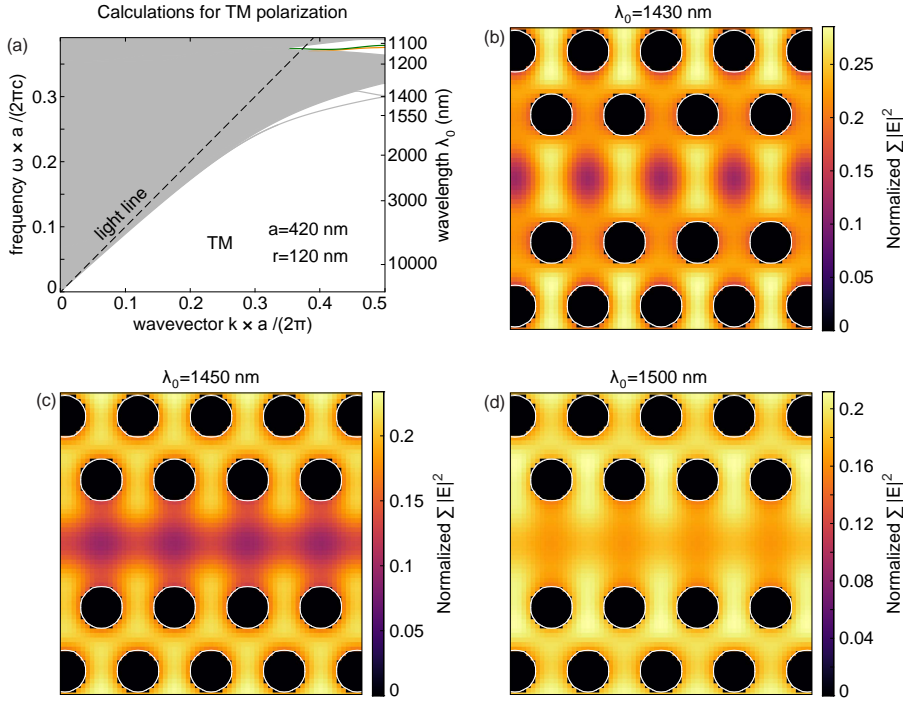 Calculations for TM polarization
(a)
frequency ω × a /(2πc)
0.3
0.2
0.1
0
0
0.1
0.2
0.3
0.4
0.5
wavevector k × a /(2π)
light line
TM
a=420 nm
r=120 nm
1100
1200
1400
1550
2000
3000
10000
wavelength λ0 (nm)
(b)
λ0=1430 nm
0.25
0.2
0.15
0.1
0.05
0
Normalized ∑|E|²
(c)
λ0=1450 nm
0.2
0.15
0.1
0.05
0
Normalized ∑|E|²
(d)
λ0=1500 nm
0.2
0.16
0.12
0.08
0.04
Normalized ∑|E|²